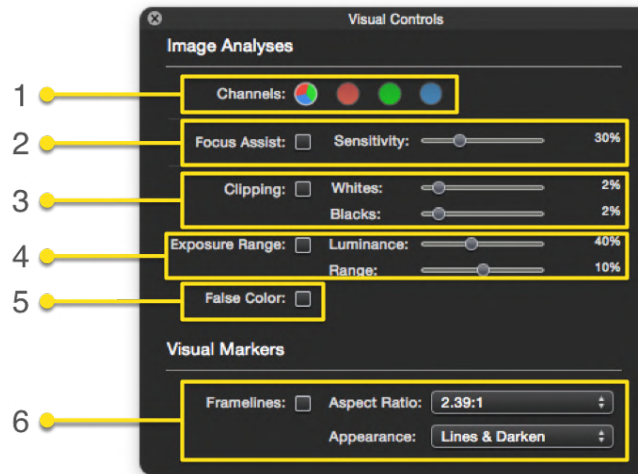 Visual Controls
Image Analyses
1 Channels:
2 Focus Assist: Sensitivity: 30%
3 Clipping: Whites: 2%
Blacks: 2%
4 Exposure Range: Luminance: 40%
Range: 10%
5 False Color:
Visual Markers
6 Framelines: Aspect Ratio: 2.39:1
Appearance: Lines & Darken